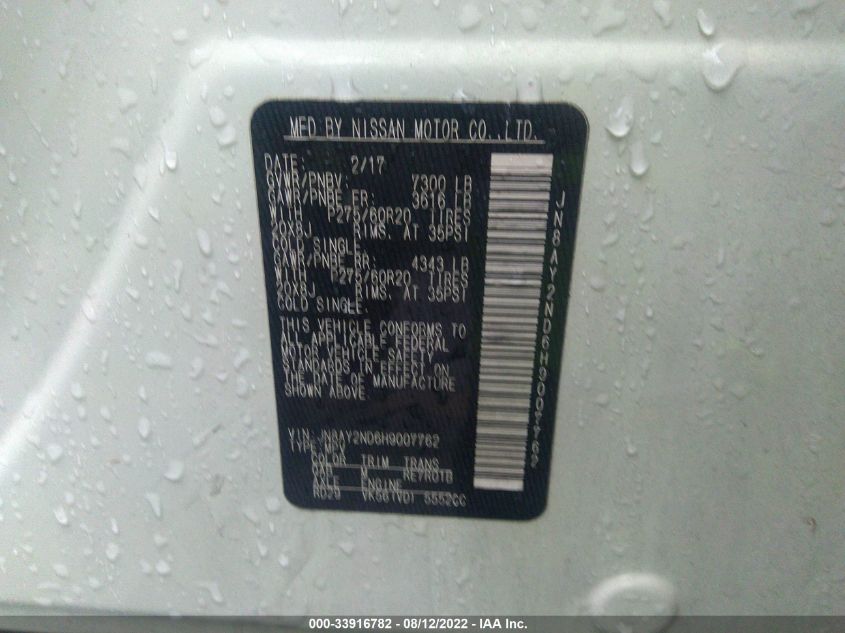 MFD BY NISSAN MOTOR CO.,LTD.
DATE: 2/17
GVWR/PNBV: 7300 LB
GAWR/PNBE FR: 3616 LB
WITH P275/60R20 TIRES
20X8J RIMS. AT 35PSI
COLD SINGLE.
GAWR/PNBE RR: 4343 LB
WITH P275/60R20 TIRES
20X8J RIMS. AT 35PSI
COLD SINGLE.
THIS VEHICLE CONFORMS TO
ALL APPLICABLE FEDERAL
MOTOR VEHICLE SAFETY
STANDARDS IN EFFECT ON
THE DATE OF MANUFACTURE
SHOWN ABOVE.
VIN: JN8AY2ND6H9007762
TYPE:MPV
COLOR TRIM TRANS
QAB RE7R01B
AXLE ENGINE
RD29 VK56(VD) 5552CC
JN8AY2ND6H9007762
000-33916782 - 08/12/2022 - IAA Inc.